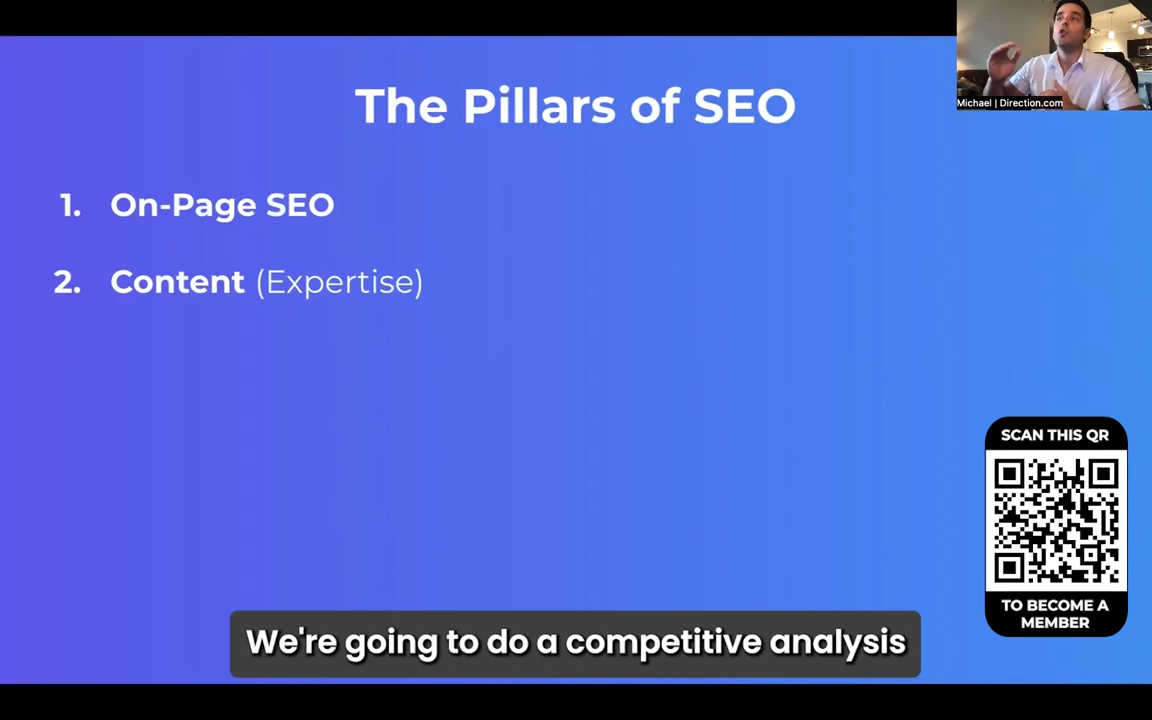 The Pillars of SEO
Michael | Direction.com
1. On-Page SEO
2. Content (Expertise)
SCAN THIS QR
TO BECOME A
MEMBER
We're going to do a competitive analysis